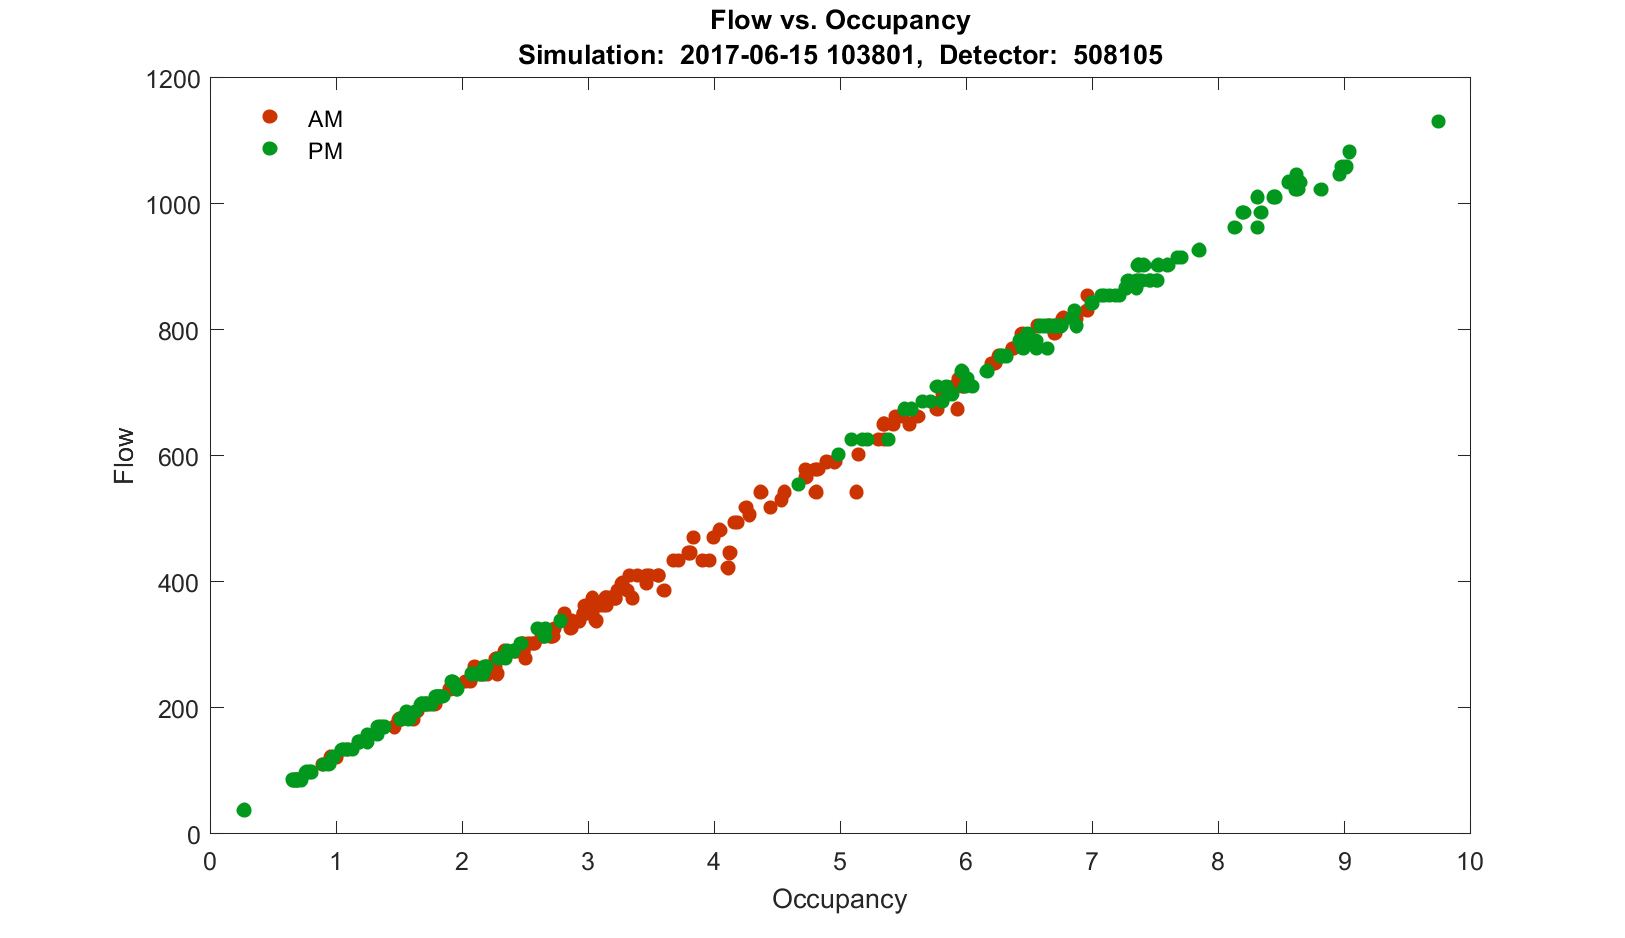 Flow vs. Occupancy
Simulation:  2017-06-15 103801,  Detector:  508105
1200
1000
800
600
400
200
0
Flow
AM
PM
0 1 2 3 4 5 6 7 8 9 10
Occupancy